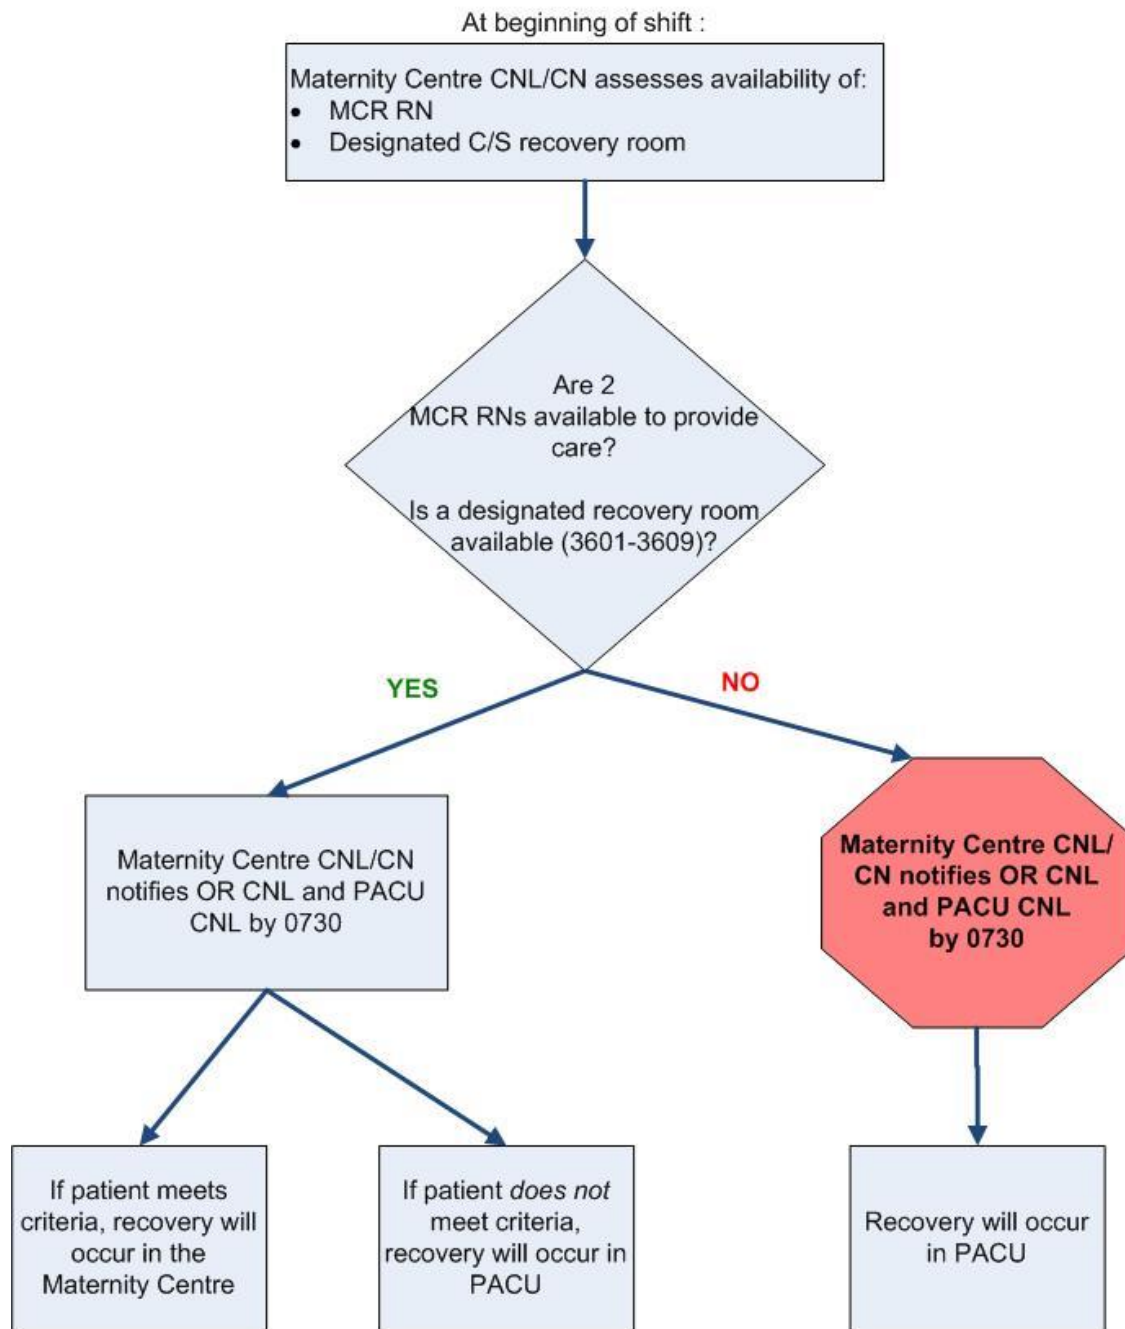 At beginning of shift :
Maternity Centre CNL/CN assesses availability of:
• MCR RN
• Designated C/S recovery room
Are 2
MCR RNs available to provide
care?
Is a designated recovery room
available (3601-3609)?
YES
NO
Maternity Centre CNL/CN
notifies OR CNL and PACU
CNL by 0730
Maternity Centre CNL/
CN notifies OR CNL
and PACU CNL
by 0730
If patient meets
criteria, recovery will
occur in the
Maternity Centre
If patient does not
meet criteria,
recovery will occur in
PACU
Recovery will occur
in PACU